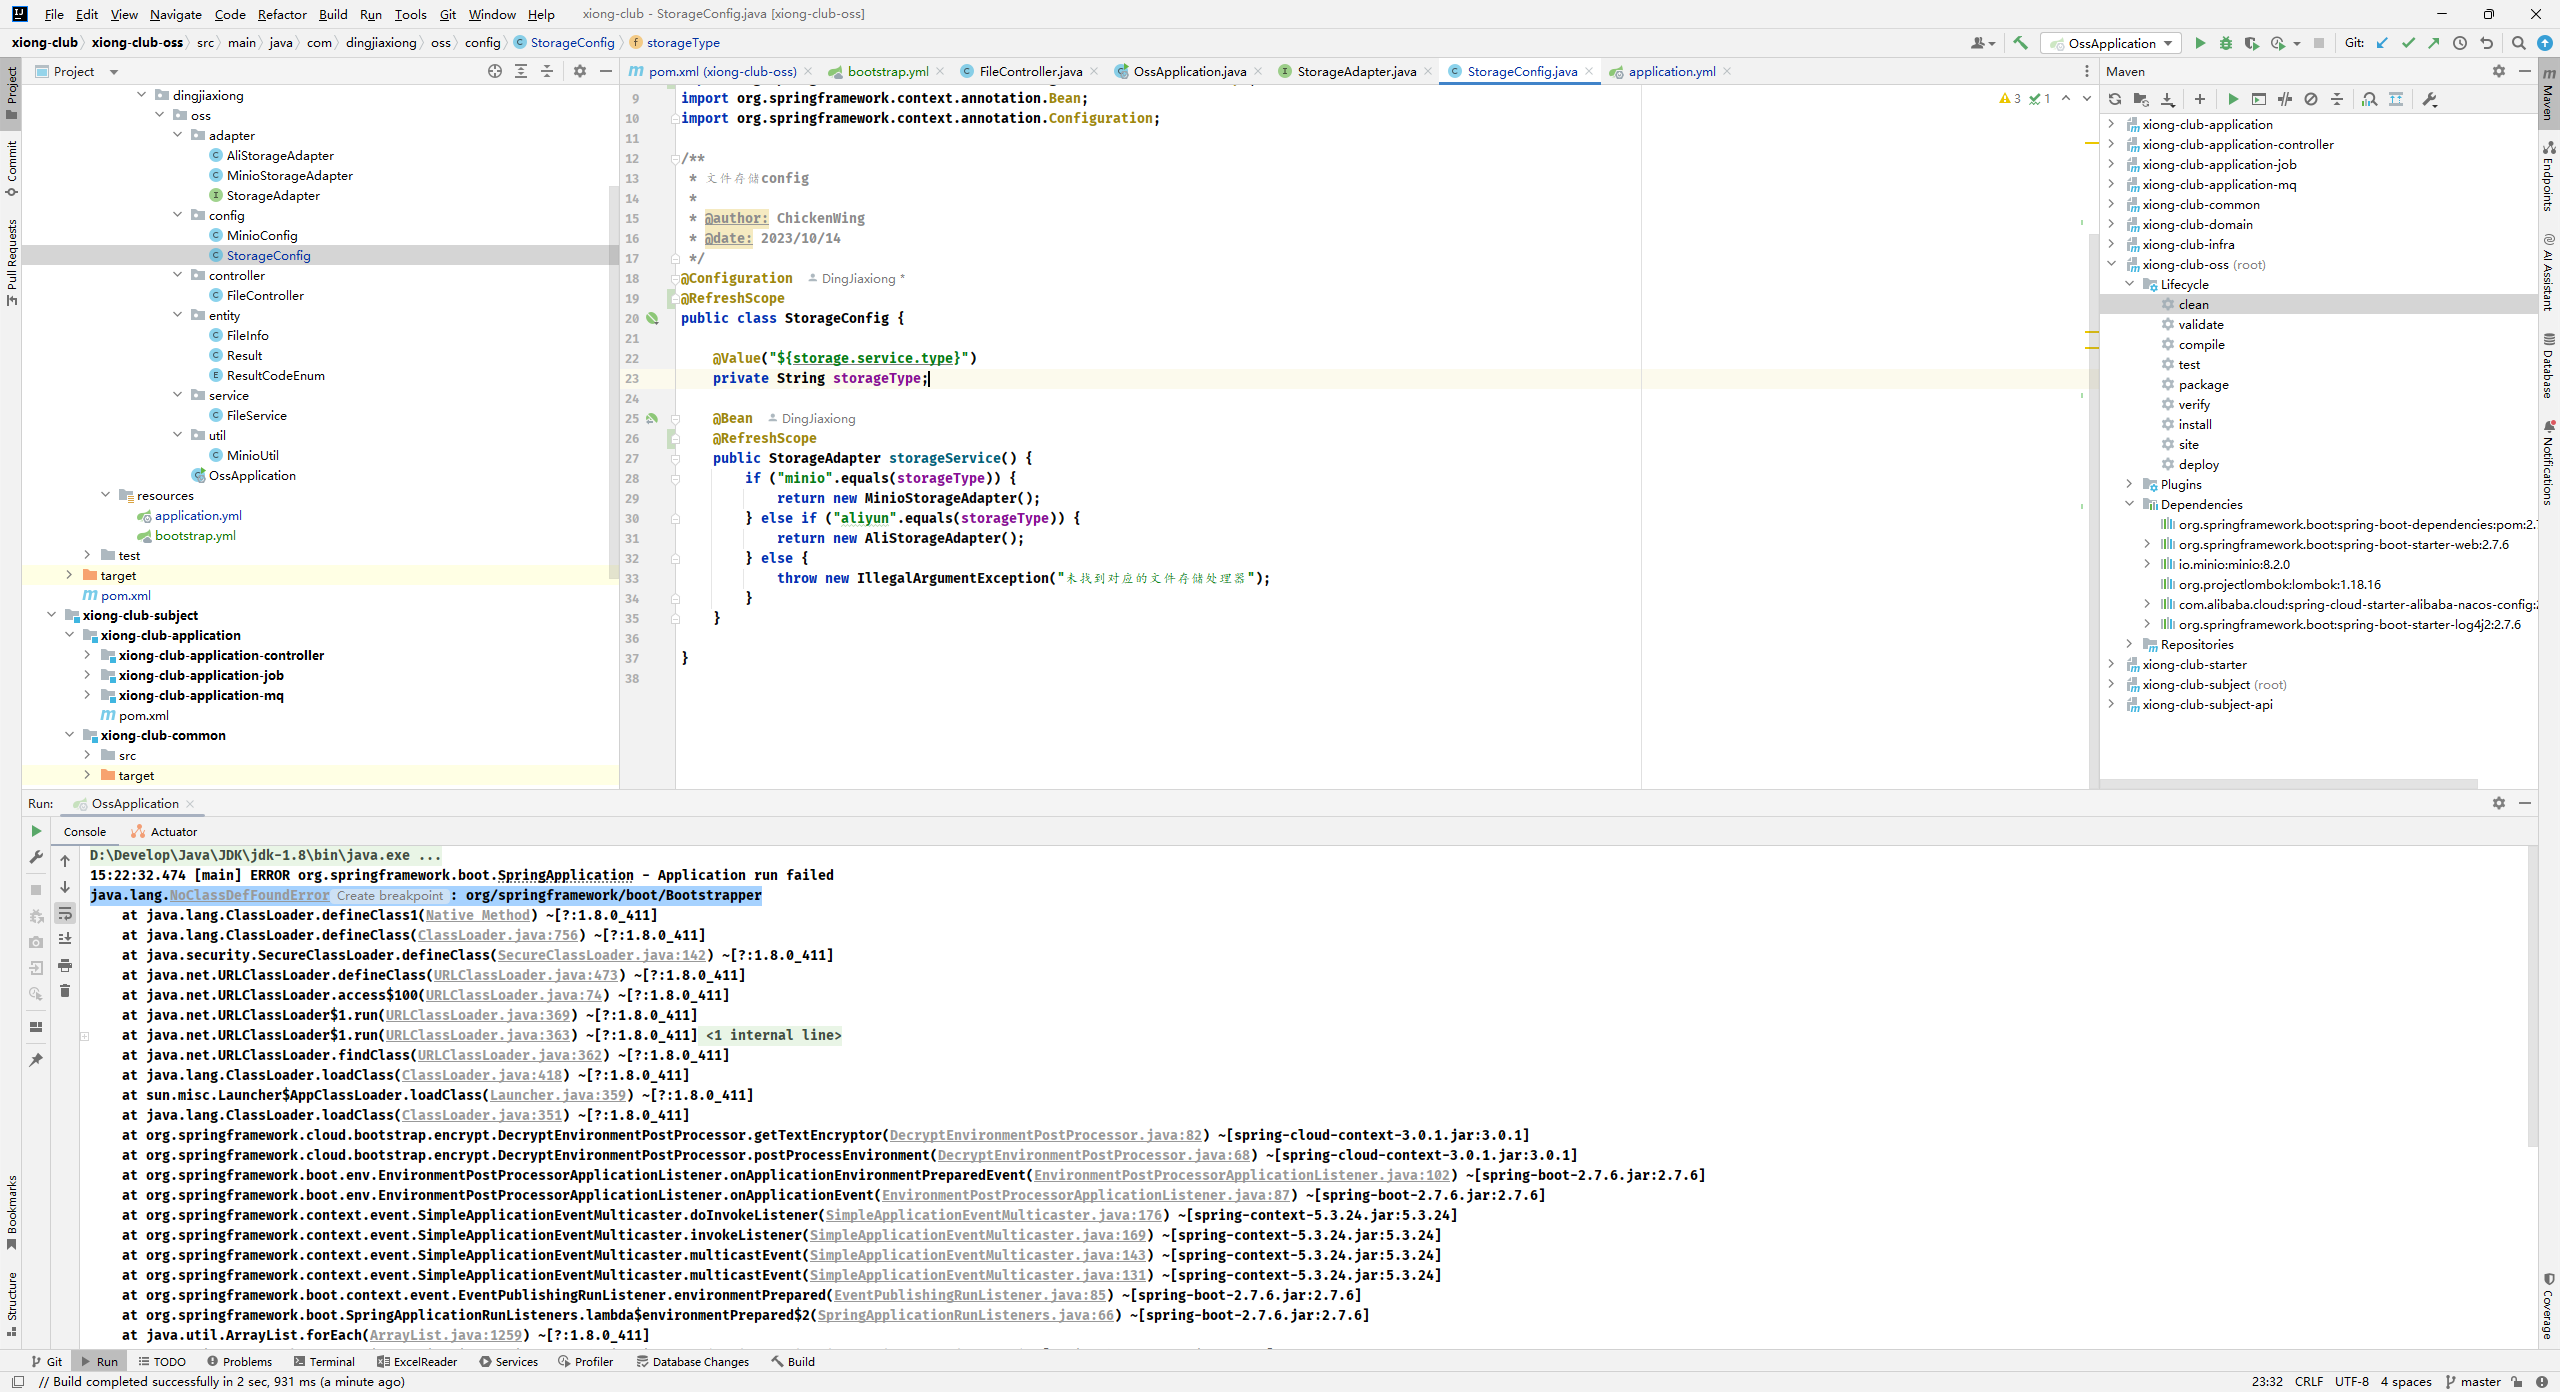 File Edit View Navigate Code Refactor Build Run Tools Git Window Help xiong-club - StorageConfig.java [xiong-club-oss]
xiong-club xiong-club-oss src main java com dingjiaxiong oss config StorageConfig storageType
OssApplication Git:
Project
pom.xml (xiong-club-oss) bootstrap.yml FileController.java OssApplication.java StorageAdapter.java StorageConfig.java application.yml
Maven
Project
Commit
Pull Requests
Bookmarks
Structure
dingjiaxiong
oss
adapter
AliStorageAdapter
MinioStorageAdapter
StorageAdapter
config
MinioConfig
StorageConfig
controller
FileController
entity
FileInfo
Result
ResultCodeEnum
service
FileService
util
MinioUtil
OssApplication
resources
application.yml
bootstrap.yml
test
target
pom.xml
xiong-club-subject
xiong-club-application
xiong-club-application-controller
xiong-club-application-job
xiong-club-application-mq
pom.xml
xiong-club-common
src
target
3 1
9 import org.springframework.context.annotation.Bean;
10 import org.springframework.context.annotation.Configuration;
11
12 /**
13 * 文件存储config
14 *
15 * @author: ChickenWing
16 * @date: 2023/10/14
17 */
18 @Configuration DingJiaxiong *
19 @RefreshScope
20 public class StorageConfig {
21
22 @Value("${storage.service.type}")
23 private String storageType;
24
25 @Bean DingJiaxiong
26 @RefreshScope
27 public StorageAdapter storageService() {
28 if ("minio".equals(storageType)) {
29 return new MinioStorageAdapter();
30 } else if ("aliyun".equals(storageType)) {
31 return new AliStorageAdapter();
32 } else {
33 throw new IllegalArgumentException("未找到对应的文件存储处理器");
34 }
35 }
36
37 }
38
xiong-club-application
xiong-club-application-controller
xiong-club-application-job
xiong-club-application-mq
xiong-club-common
xiong-club-domain
xiong-club-infra
xiong-club-oss (root)
Lifecycle
clean
validate
compile
test
package
verify
install
site
deploy
Plugins
Dependencies
org.springframework.boot:spring-boot-dependencies:pom:2.
org.springframework.boot:spring-boot-starter-web:2.7.6
io.minio:minio:8.2.0
org.projectlombok:lombok:1.18.16
com.alibaba.cloud:spring-cloud-starter-alibaba-nacos-config:
org.springframework.boot:spring-boot-starter-log4j2:2.7.6
Repositories
xiong-club-starter
xiong-club-subject (root)
xiong-club-subject-api
Maven
Endpoints
AI Assistant
Database
Notifications
Coverage
Run: OssApplication
Console Actuator
D:\Develop\Java\JDK\jdk-1.8\bin\java.exe ...
15:22:32.474 [main] ERROR org.springframework.boot.SpringApplication - Application run failed
java.lang.NoClassDefFoundError Create breakpoint : org/springframework/boot/Bootstrapper
at java.lang.ClassLoader.defineClass1(Native Method) ~[?:1.8.0_411]
at java.lang.ClassLoader.defineClass(ClassLoader.java:756) ~[?:1.8.0_411]
at java.security.SecureClassLoader.defineClass(SecureClassLoader.java:142) ~[?:1.8.0_411]
at java.net.URLClassLoader.defineClass(URLClassLoader.java:473) ~[?:1.8.0_411]
at java.net.URLClassLoader.access$100(URLClassLoader.java:74) ~[?:1.8.0_411]
at java.net.URLClassLoader$1.run(URLClassLoader.java:369) ~[?:1.8.0_411]
at java.net.URLClassLoader$1.run(URLClassLoader.java:363) ~[?:1.8.0_411] <1 internal line>
at java.net.URLClassLoader.findClass(URLClassLoader.java:362) ~[?:1.8.0_411]
at java.lang.ClassLoader.loadClass(ClassLoader.java:418) ~[?:1.8.0_411]
at sun.misc.Launcher$AppClassLoader.loadClass(Launcher.java:359) ~[?:1.8.0_411]
at java.lang.ClassLoader.loadClass(ClassLoader.java:351) ~[?:1.8.0_411]
at org.springframework.cloud.bootstrap.encrypt.DecryptEnvironmentPostProcessor.getTextEncryptor(DecryptEnvironmentPostProcessor.java:82) ~[spring-cloud-context-3.0.1.jar:3.0.1]
at org.springframework.cloud.bootstrap.encrypt.DecryptEnvironmentPostProcessor.postProcessEnvironment(DecryptEnvironmentPostProcessor.java:68) ~[spring-cloud-context-3.0.1.jar:3.0.1]
at org.springframework.boot.env.EnvironmentPostProcessorApplicationListener.onApplicationEnvironmentPreparedEvent(EnvironmentPostProcessorApplicationListener.java:102) ~[spring-boot-2.7.6.jar:2.7.6]
at org.springframework.boot.env.EnvironmentPostProcessorApplicationListener.onApplicationEvent(EnvironmentPostProcessorApplicationListener.java:87) ~[spring-boot-2.7.6.jar:2.7.6]
at org.springframework.context.event.SimpleApplicationEventMulticaster.doInvokeListener(SimpleApplicationEventMulticaster.java:176) ~[spring-context-5.3.24.jar:5.3.24]
at org.springframework.context.event.SimpleApplicationEventMulticaster.invokeListener(SimpleApplicationEventMulticaster.java:169) ~[spring-context-5.3.24.jar:5.3.24]
at org.springframework.context.event.SimpleApplicationEventMulticaster.multicastEvent(SimpleApplicationEventMulticaster.java:143) ~[spring-context-5.3.24.jar:5.3.24]
at org.springframework.context.event.SimpleApplicationEventMulticaster.multicastEvent(SimpleApplicationEventMulticaster.java:131) ~[spring-context-5.3.24.jar:5.3.24]
at org.springframework.boot.context.event.EventPublishingRunListener.environmentPrepared(EventPublishingRunListener.java:85) ~[spring-boot-2.7.6.jar:2.7.6]
at org.springframework.boot.SpringApplicationRunListeners.lambda$environmentPrepared$2(SpringApplicationRunListeners.java:66) ~[spring-boot-2.7.6.jar:2.7.6]
at java.util.ArrayList.forEach(ArrayList.java:1259) ~[?:1.8.0_411]
Git Run TODO Problems Terminal ExcelReader Services Profiler Database Changes Build
// Build completed successfully in 2 sec, 931 ms (a minute ago) 23:32 CRLF UTF-8 4 spaces master